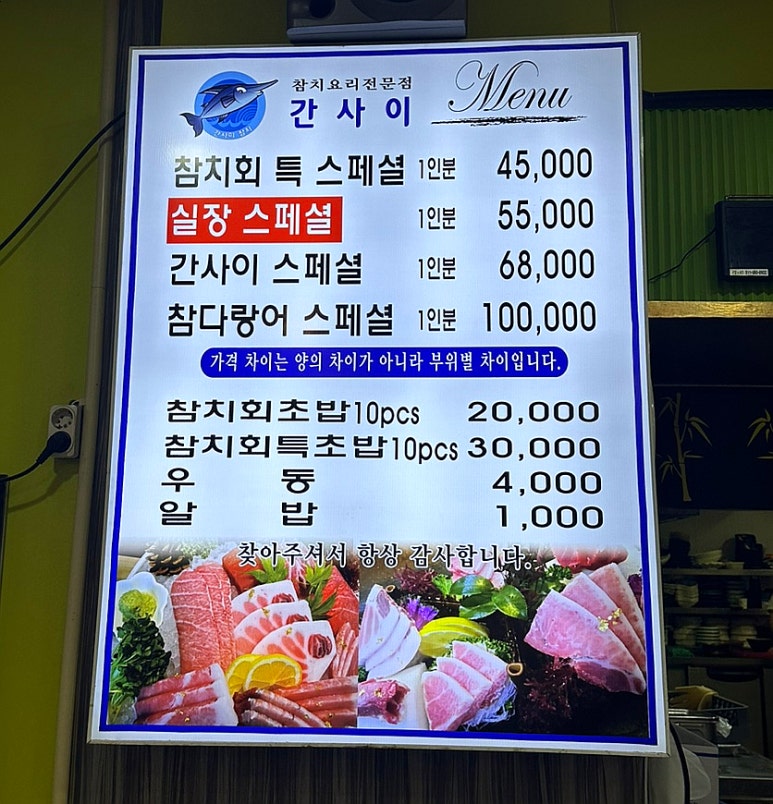 참치요리전문점
간사이
Menu
간사이 참치
참치회 특 스페셜 1인분 45,000
실장 스페셜 1인분 55,000
간사이 스페셜 1인분 68,000
참다랑어 스페셜 1인분 100,000
가격 차이는 양의 차이가 아니라 부위별 차이입니다.
참치회초밥10pcs 20,000
참치회특초밥10pcs 30,000
우동 4,000
알밥 1,000
찾아주셔서 항상 감사합니다.